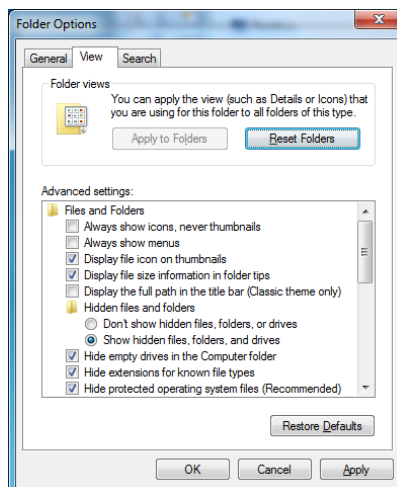 Folder Options
General
View
Search
Folder views
You can apply the view (such as Details or Icons) that
you are using for this folder to all folders of this type.
Apply to Folders
Reset Folders
Advanced settings:
Files and Folders
Always show icons, never thumbnails
Always show menus
Display file icon on thumbnails
Display file size information in folder tips
Display the full path in the title bar (Classic theme only)
Hidden files and folders
Don't show hidden files, folders, or drives
Show hidden files, folders, and drives
Hide empty drives in the Computer folder
Hide extensions for known file types
Hide protected operating system files (Recommended)
Restore Defaults
OK
Cancel
Apply